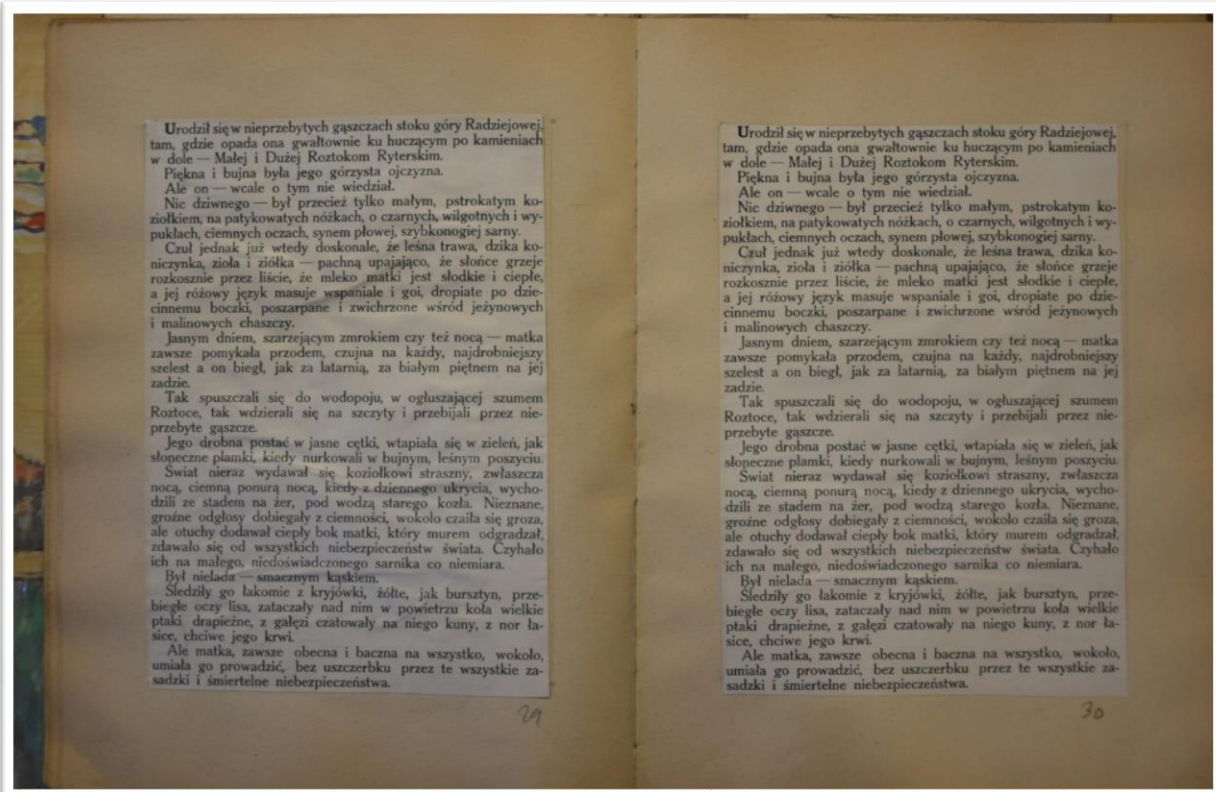 Urodził się w nieprzebytych gąszczach stoku góry Radziejowej,
tam, gdzie opada ona gwałtownie ku huczącym po kamieniach
w dole — Małej i Dużej Roztokom Ryterskim.
Piękna i bujna była jego górzysta ojczyzna.
Ale on — wcale o tym nie wiedział.
Nic dziwnego — był przecież tylko małym, pstrokatym ko-
ziołkiem, na patykowatych nóżkach, o czarnych, wilgotnych i wy-
pukłach, ciemnych oczach, synem płowej, szybkonogiej sarny.
Czuł jednak już wtedy doskonale, że leśna trawa, dzika ko-
niczynka, zioła i ziółka — pachną upajająco, że słońce grzeje
rozkosznie przez liście, że mleko matki jest słodkie i ciepłe,
a jej różowy język masuje wspaniale i goi, dropiate po dzie-
cinnemu boczki, poszarpane i zwichrzone wśród jeżynowych
i malinowych chaszczy.
Jasnym dniem, szarzejącym zmrokiem czy też nocą — matka
zawsze pomykała przodem, czujna na każdy, najdrobniejszy
szelest a on biegł, jak za latarnią, za białym piętnem na jej
zadzie.
Tak spuszczali się do wodopoju, w ogłuszającej szumem
Roztoce, tak wdzierali się na szczyty i przebijali przez nie-
przebyte gąszcze.
Jego drobna postać w jasne cętki, wtapiała się w zieleń, jak
słoneczne plamki, kiedy nurkowali w bujnym, leśnym poszyciu.
Świat nieraz wydawał się koziołkowi straszny, zwłaszcza
nocą, ciemną ponurą nocą, kiedy z dziennego ukrycia, wycho-
dzili ze stadem na żer, pod wodzą starego kozła. Nieznane,
groźne odgłosy dobiegały z ciemności, wokoło czaiła się groza,
ale otuchy dodawał ciepły bok matki, który murem odgradzał,
zdawało się od wszystkich niebezpieczeństw świata. Czyhało
ich na małego, niedoświadczonego sarnika co niemiara.
Był nielada — smacznym kąskiem.
Śledziły go łakomie z kryjówki, żółte, jak bursztyn, prze-
biegłe oczy lisa, zataczały nad nim w powietrzu koła wielkie
ptaki drapieżne, z gałęzi czatowały na niego kuny, z nor ła-
sice, chciwe jego krwi.
Ale matka, zawsze obecna i baczna na wszystko, wokoło,
umiała go prowadzić, bez uszczerbku przez te wszystkie za-
sadzki i śmiertelne niebezpieczeństwa.
29
Urodził się w nieprzebytych gąszczach stoku góry Radziejowej,
tam, gdzie opada ona gwałtownie ku huczącym po kamieniach
w dole — Małej i Dużej Roztokom Ryterskim.
Piękna i bujna była jego górzysta ojczyzna.
Ale on — wcale o tym nie wiedział.
Nic dziwnego — był przecież tylko małym, pstrokatym ko-
ziołkiem, na patykowatych nóżkach, o czarnych, wilgotnych i wy-
pukłach, ciemnych oczach, synem płowej, szybkonogiej sarny.
Czuł jednak już wtedy doskonale, że leśna trawa, dzika ko-
niczynka, zioła i ziółka — pachną upajająco, że słońce grzeje
rozkosznie przez liście, że mleko matki jest słodkie i ciepłe,
a jej różowy język masuje wspaniale i goi, dropiate po dzie-
cinnemu boczki, poszarpane i zwichrzone wśród jeżynowych
i malinowych chaszczy.
Jasnym dniem, szarzejącym zmrokiem czy też nocą — matka
zawsze pomykała przodem, czujna na każdy, najdrobniejszy
szelest a on biegł, jak za latarnią, za białym piętnem na jej
zadzie.
Tak spuszczali się do wodopoju, w ogłuszającej szumem
Roztoce, tak wdzierali się na szczyty i przebijali przez nie-
przebyte gąszcze.
Jego drobna postać w jasne cętki, wtapiała się w zieleń, jak
słoneczne plamki, kiedy nurkowali w bujnym, leśnym poszyciu.
Świat nieraz wydawał się koziołkowi straszny, zwłaszcza
nocą, ciemną ponurą nocą, kiedy z dziennego ukrycia, wycho-
dzili ze stadem na żer, pod wodzą starego kozła. Nieznane,
groźne odgłosy dobiegały z ciemności, wokoło czaiła się groza,
ale otuchy dodawał ciepły bok matki, który murem odgradzał,
zdawało się od wszystkich niebezpieczeństw świata. Czyhało
ich na małego, niedoświadczonego sarnika co niemiara.
Był nielada — smacznym kąskiem.
Śledziły go łakomie z kryjówki, żółte, jak bursztyn, prze-
biegłe oczy lisa, zataczały nad nim w powietrzu koła wielkie
ptaki drapieżne, z gałęzi czatowały na niego kuny, z nor ła-
sice, chciwe jego krwi.
Ale matka, zawsze obecna i baczna na wszystko, wokoło,
umiała go prowadzić, bez uszczerbku przez te wszystkie za-
sadzki i śmiertelne niebezpieczeństwa.
30